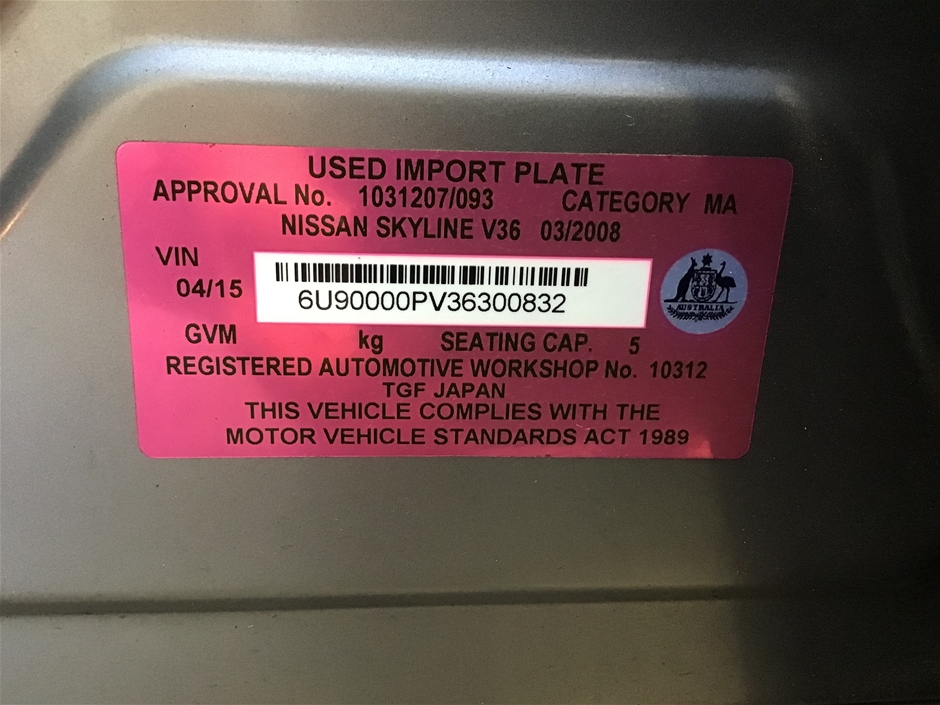 USED IMPORT PLATE
APPROVAL No. 1031207/093 CATEGORY MA
NISSAN SKYLINE V36 03/2008
VIN
04/15 6U90000PV36300832
AUSTRALIA
GVM kg SEATING CAP. 5
REGISTERED AUTOMOTIVE WORKSHOP No. 10312
TGF JAPAN
THIS VEHICLE COMPLIES WITH THE
MOTOR VEHICLE STANDARDS ACT 1989